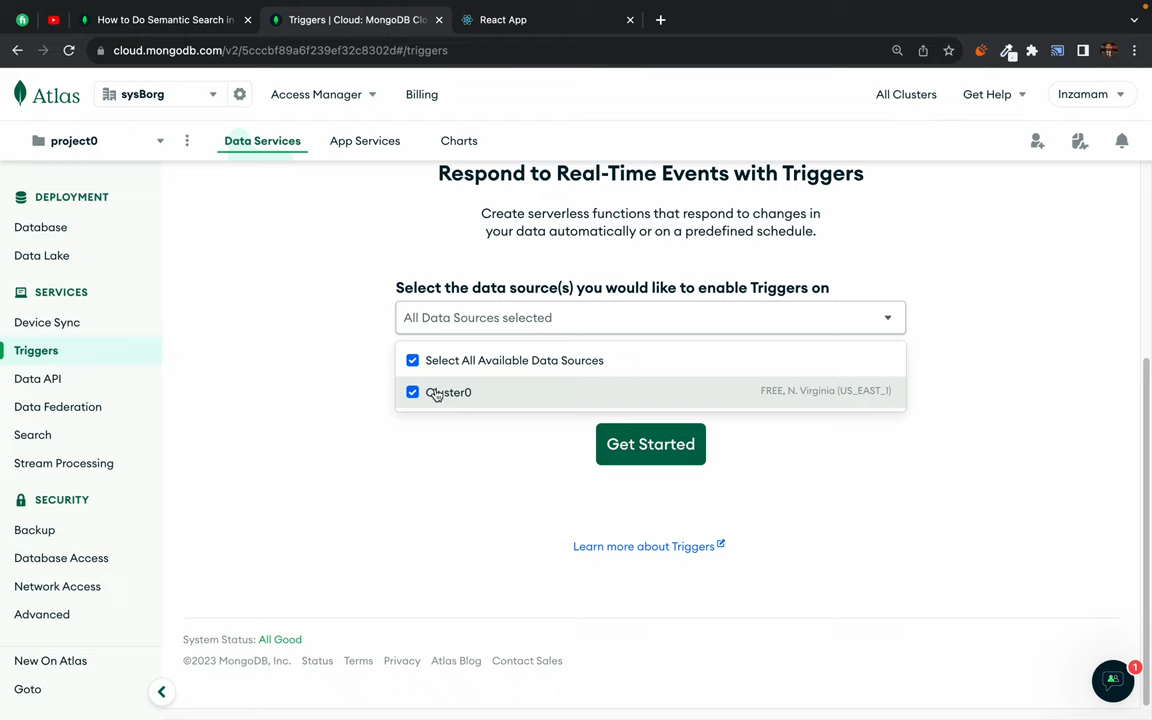 How to Do Semantic Search in
Triggers | Cloud: MongoDB Clo
React App
cloud.mongodb.com/v2/5cccbf89a6f239ef32c8302d#/triggers
Atlas
sysBorg
Access Manager
Billing
All Clusters
Get Help
Inzamam
project0
Data Services
App Services
Charts
DEPLOYMENT
Database
Data Lake
SERVICES
Device Sync
Triggers
Data API
Data Federation
Search
Stream Processing
SECURITY
Backup
Database Access
Network Access
Advanced
New On Atlas
Goto
Respond to Real-Time Events with Triggers
Create serverless functions that respond to changes in
your data automatically or on a predefined schedule.
Select the data source(s) you would like to enable Triggers on
All Data Sources selected
Select All Available Data Sources
Cluster0
FREE, N. Virginia (US_EAST_1)
Get Started
Learn more about Triggers
System Status: All Good
©2023 MongoDB, Inc. Status Terms Privacy Atlas Blog Contact Sales
1